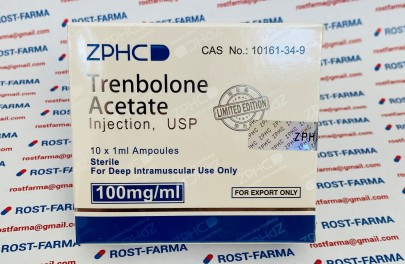 ZPHC
CAS No.: 10161-34-9
Trenbolone
Acetate
Injection, USP
LIMITED EDITION
ZPH
10 x 1ml Ampoules
Sterile
For Deep Intramuscular Use Only
100mg/ml
FOR EXPORT ONLY
ROST-FARMA
rostfarma@gmail.com